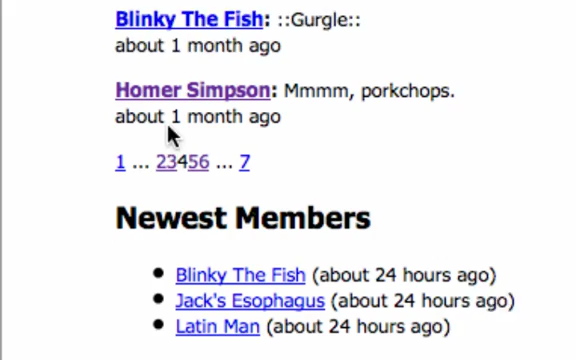 Blinky The Fish: ::Gurgle::
about 1 month ago
Homer Simpson: Mmmm, porkchops.
about 1 month ago
1 ... 23456 ... 7
Newest Members
Blinky The Fish (about 24 hours ago)
Jack's Esophagus (about 24 hours ago)
Latin Man (about 24 hours ago)